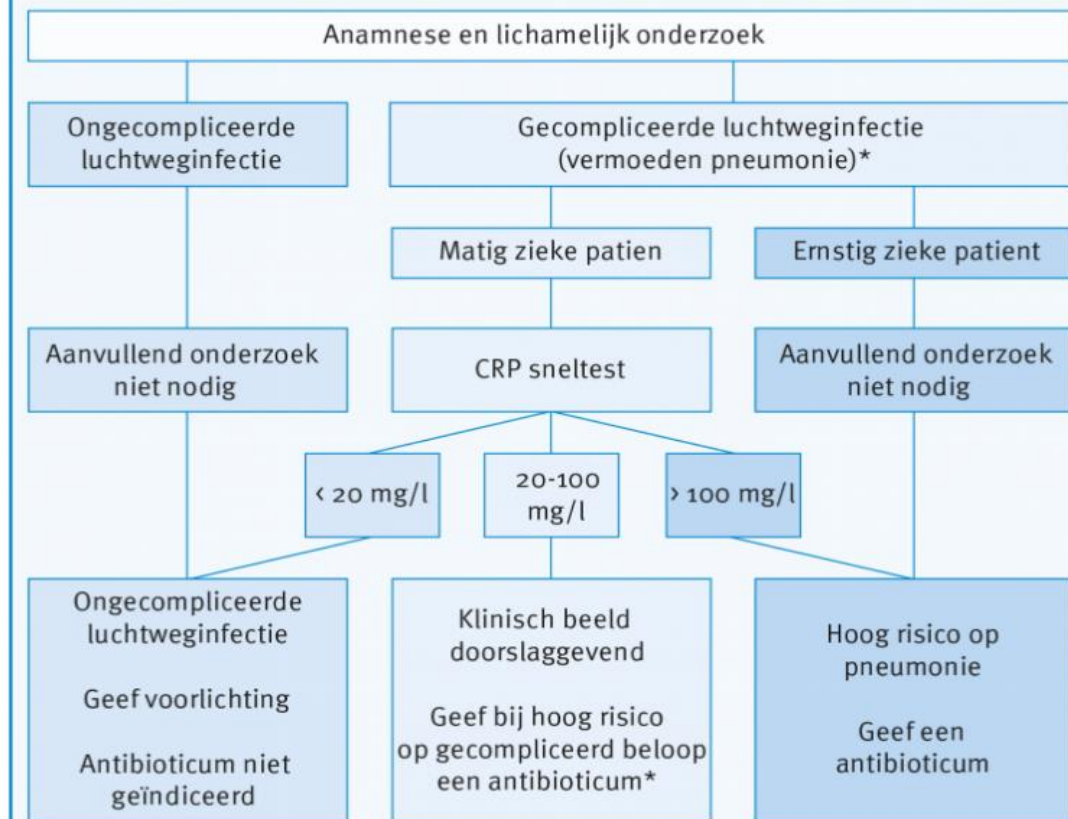 Anamnese en lichamelijk onderzoek
Ongecompliceerde
luchtweginfectie
Gecompliceerde luchtweginfectie
(vermoeden pneumonie)*
Matig zieke patien
Ernstig zieke patient
Aanvullend onderzoek
niet nodig
CRP sneltest
Aanvullend onderzoek
niet nodig
< 20 mg/l
20-100
mg/l
> 100 mg/l
Ongecompliceerde
luchtweginfectie
Geef voorlichting
Antibioticum niet
geïndiceerd
Klinisch beeld
doorslaggevend
Geef bij hoog risico
op gecompliceerd beloop
een antibioticum*
Hoog risico op
pneumonie
Geef een
antibioticum